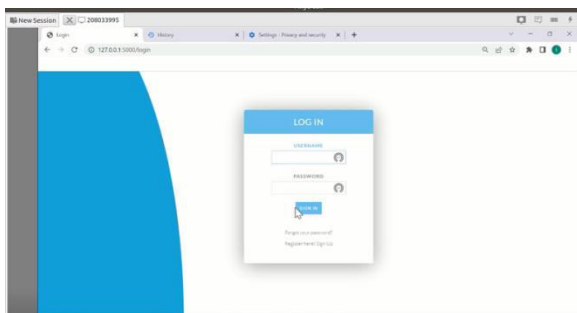 New Session 208033995
Login History Settings - Privacy and security
127.0.0.1:5000/login
LOG IN
USERNAME
PASSWORD
SIGN IN
Forgot your password?
Register here! Sign Up